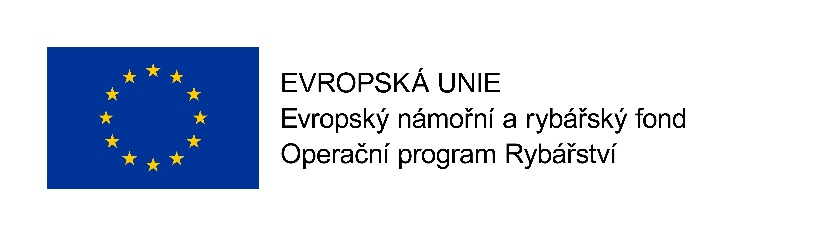 EVROPSKÁ UNIE
Evropský námořní a rybářský fond
Operační program Rybářství